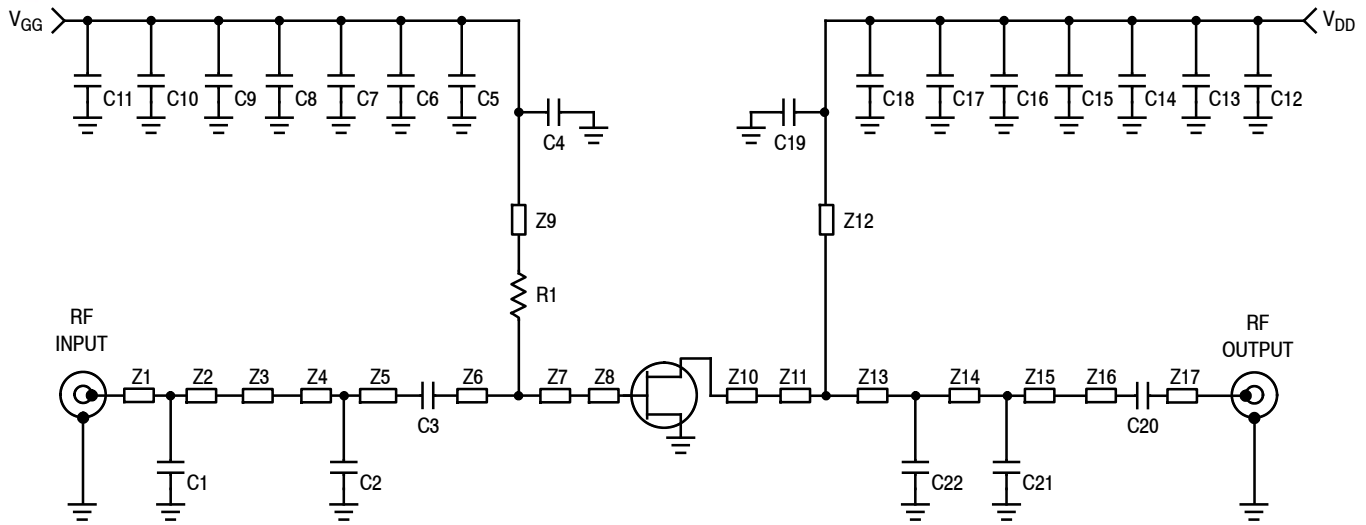 VGG
VDD
C11 C10 C9 C8 C7 C6 C5
C18 C17 C16 C15 C14 C13 C12
C4
C19
Z9
Z12
R1
RF
INPUT
RF
OUTPUT
Z1 Z2 Z3 Z4 Z5 Z6 Z7 Z8
Z10 Z11 Z13 Z14 Z15 Z16 Z17
C3
C20
C1 C2
C22 C21